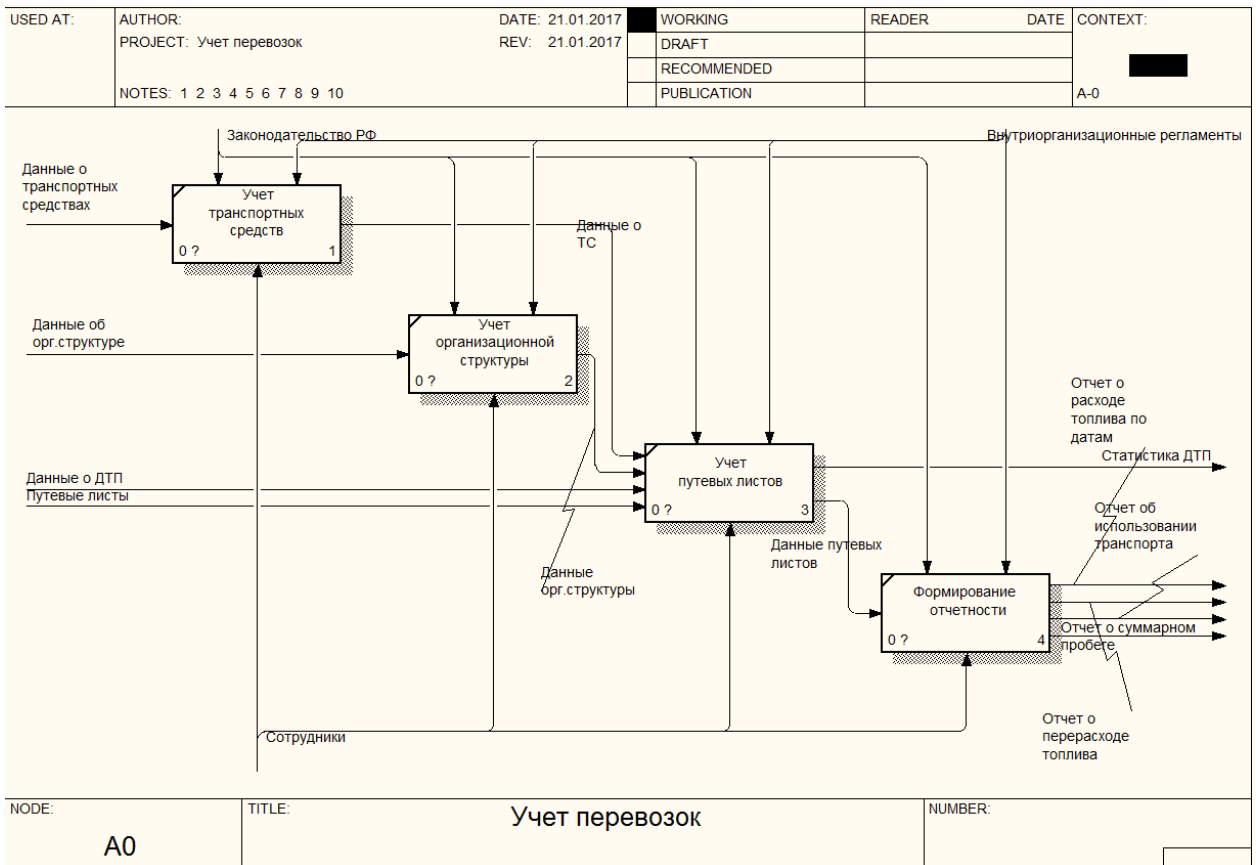 USED AT:
AUTHOR:
DATE: 21.01.2017
WORKING
READER
DATE
CONTEXT:
PROJECT: Учет перевозок
REV: 21.01.2017
DRAFT
RECOMMENDED
NOTES: 1 2 3 4 5 6 7 8 9 10
PUBLICATION
A-0
Законодательство РФ
Внутриорганизационные регламенты
Данные о
транспортных
средствах
Учет
транспортных
средств
0 ?
1
Данные о
ТС
Данные об
орг.структуре
Учет
организационной
структуры
0 ?
2
Отчет о
расходе
топлива по
датам
Статистика ДТП
Данные о ДТП
Путевые листы
Учет
путевых листов
0 ?
3
Отчет об
использовании
транспорта
Данные путевых
листов
Данные
орг.структуры
Формирование
отчетности
0 ?
4
Отчет о суммарном
пробеге
Отчет о
перерасходе
топлива
Сотрудники
NODE:
TITLE:
Учет перевозок
NUMBER:
A0